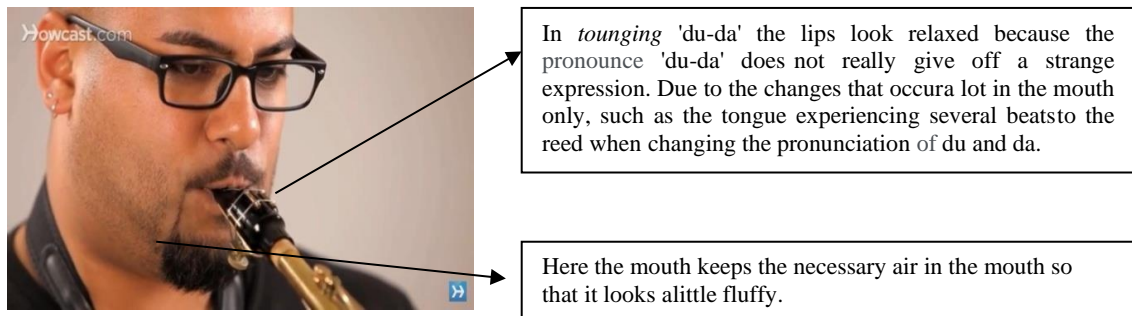 Howcast.com
In tounging 'du-da' the lips look relaxed because the
pronounce 'du-da' does not really give off a strange
expression. Due to the changes that occura lot in the mouth
only, such as the tongue experiencing several beatsto the
reed when changing the pronunciation of du and da.
Here the mouth keeps the necessary air in the mouth so
that it looks alittle fluffy.